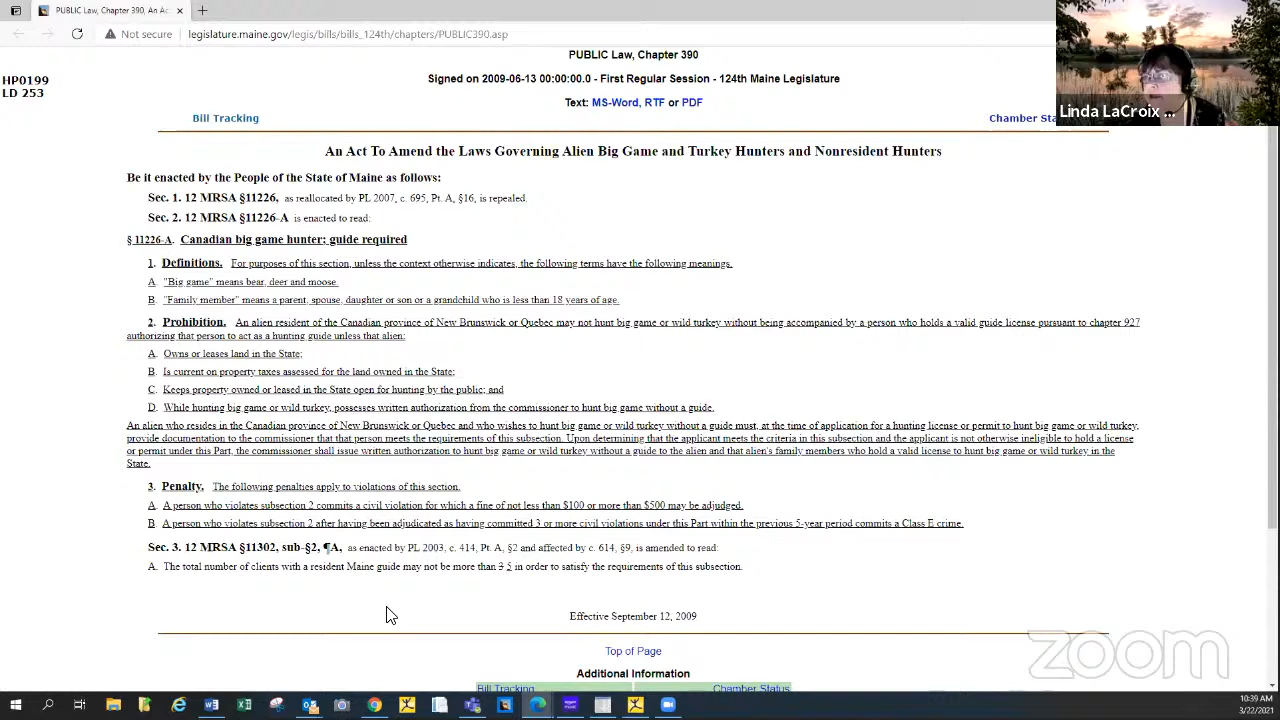 PUBLIC Law, Chapter 390, An Ac
Not secure
legislature.maine.gov/legis/bills/bills_124th/chapters/PUBLIC390.asp
HP0199
LD 253
PUBLIC Law, Chapter 390
Signed on 2009-06-13 00:00:00.0 - First Regular Session - 124th Maine Legislature
Text: MS-Word, RTF or PDF
Bill Tracking
Chamber Sta
Linda LaCroix ...
An Act To Amend the Laws Governing Alien Big Game and Turkey Hunters and Nonresident Hunters
Be it enacted by the People of the State of Maine as follows:
Sec. 1. 12 MRSA §11226, as reallocated by PL 2007, c. 695, Pt. A, §16, is repealed.
Sec. 2. 12 MRSA §11226-A is enacted to read:
§ 11226-A. Canadian big game hunter; guide required
1. Definitions. For purposes of this section, unless the context otherwise indicates, the following terms have the following meanings.
A. "Big game" means bear, deer and moose.
B. "Family member" means a parent, spouse, daughter or son or a grandchild who is less than 18 years of age.
2. Prohibition. An alien resident of the Canadian province of New Brunswick or Quebec may not hunt big game or wild turkey without being accompanied by a person who holds a valid guide license pursuant to chapter 927
authorizing that person to act as a hunting guide unless that alien:
A. Owns or leases land in the State;
B. Is current on property taxes assessed for the land owned in the State;
C. Keeps property owned or leased in the State open for hunting by the public; and
D. While hunting big game or wild turkey, possesses written authorization from the commissioner to hunt big game without a guide.
An alien who resides in the Canadian province of New Brunswick or Quebec and who wishes to hunt big game or wild turkey without a guide must, at the time of application for a hunting license or permit to hunt big game or wild turkey,
provide documentation to the commissioner that that person meets the requirements of this subsection. Upon determining that the applicant meets the criteria in this subsection and the applicant is not otherwise ineligible to hold a license
or permit under this Part, the commissioner shall issue written authorization to hunt big game or wild turkey without a guide to the alien and that alien's family members who hold a valid license to hunt big game or wild turkey in the
State.
3. Penalty. The following penalties apply to violations of this section.
A. A person who violates subsection 2 commits a civil violation for which a fine of not less than $100 or more than $500 may be adjudged.
B. A person who violates subsection 2 after having been adjudicated as having committed 3 or more civil violations under this Part within the previous 5-year period commits a Class E crime.
Sec. 3. 12 MRSA §11302, sub-§2, ¶A, as enacted by PL 2003, c. 414, Pt. A, §2 and affected by c. 614, §9, is amended to read:
A. The total number of clients with a resident Maine guide may not be more than 3 5 in order to satisfy the requirements of this subsection.
Effective September 12, 2009
zoom
Top of Page
Additional Information
Bill Tracking
Chamber Status
10:39 AM
3/22/2021